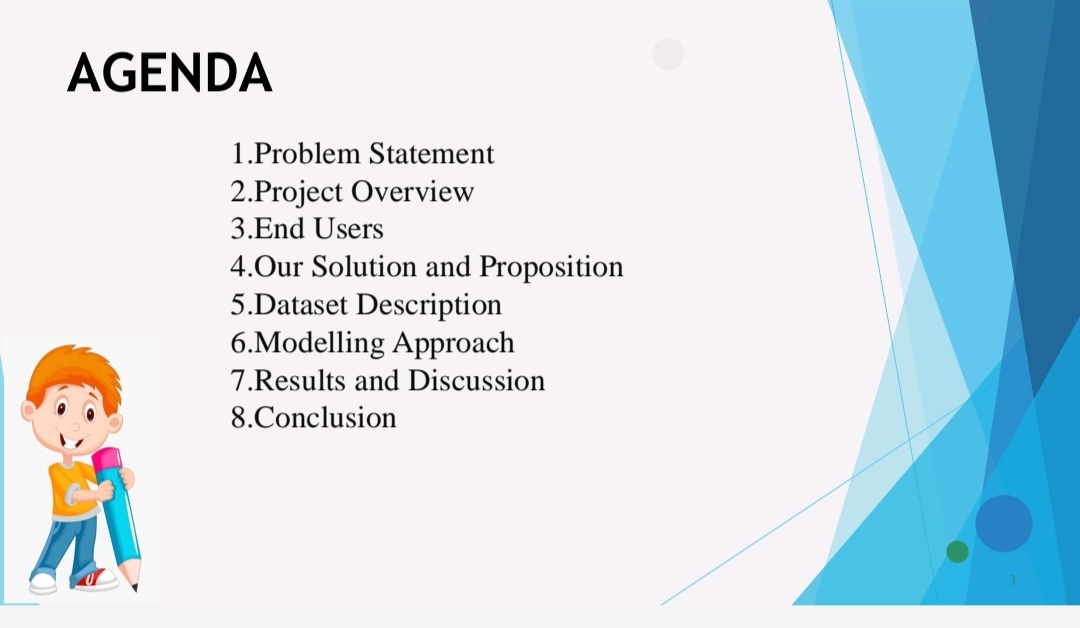 AGENDA
1.Problem Statement
2.Project Overview
3.End Users
4.Our Solution and Proposition
5.Dataset Description
6.Modelling Approach
7.Results and Discussion
8.Conclusion
3